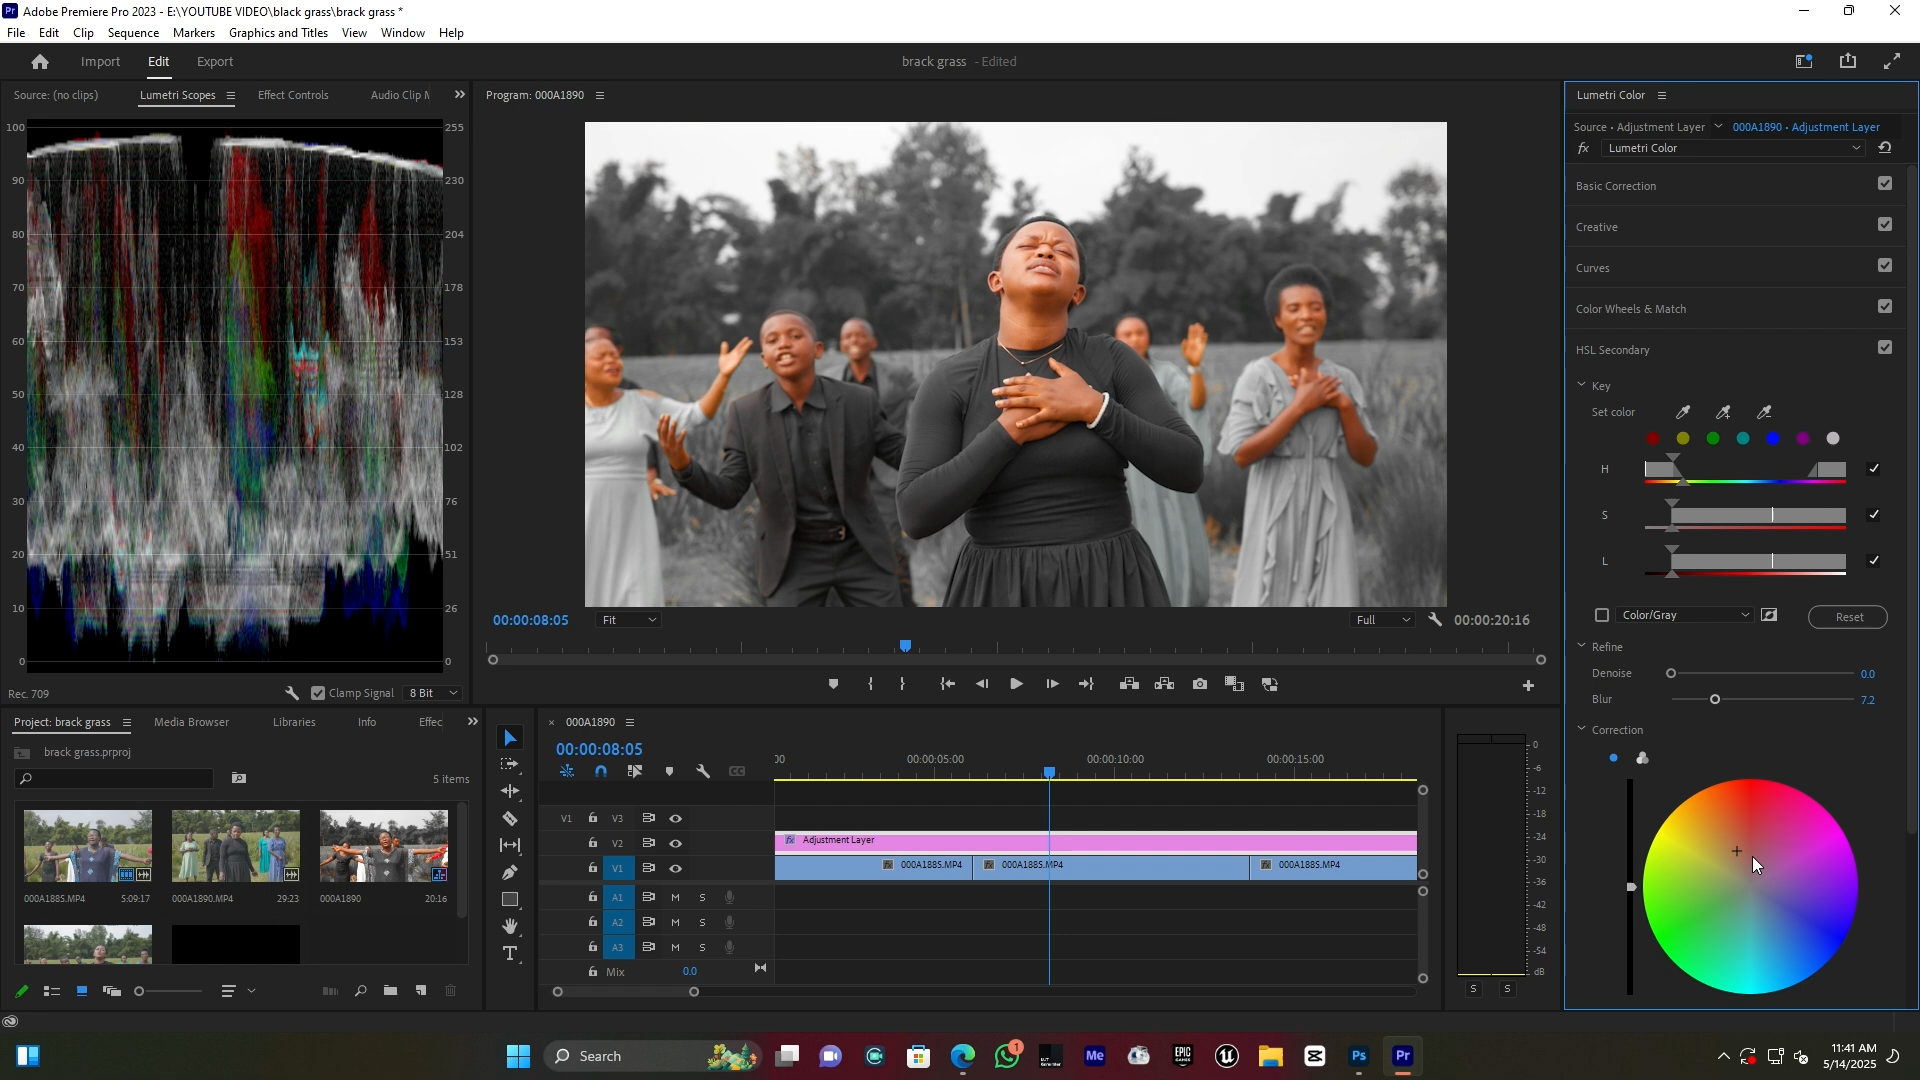 Adobe Premiere Pro 2023 - E:\YOUTUBE VIDEO\black grass\brack grass *
File Edit Clip Sequence Markers Graphics and Titles View Window Help
Import Edit Export
brack grass - Edited
Source: (no clips) Lumetri Scopes Effect Controls Audio Clip M
Program: 000A1890
Lumetri Color
Source • Adjustment Layer 000A1890 • Adjustment Layer
fx Lumetri Color
Basic Correction
Creative
Curves
Color Wheels & Match
HSL Secondary
Key
Set color
H
S
L
Color/Gray Reset
Refine
Denoise 0.0
Blur 7.2
Correction
100 255
90 230
80 204
70 178
60 153
50 128
40 102
30 76
20 51
10 26
0 0
Rec. 709 Clamp Signal 8 Bit
00:00:08:05 Fit Full 00:00:20:16
Project: brack grass Media Browser Libraries Info Effec
brack grass.prproj
5 items
000A1885.MP4 5:09:17
000A1890.MP4 29:23
000A1890 20:16
000A1890
00:00:08:05
:00 00:00:05:00 00:00:10:00 00:00:15:00
V1 V3
V2 Adjustment Layer
V1 000A1885.MP4 000A1885.MP4 000A1885.MP4
A1 M S
A2 M S
A3 M S
Mix 0.0
0
-6
-12
-18
-24
-30
-36
-42
-48
-54
dB
S S
Search
11:41 AM
5/14/2025